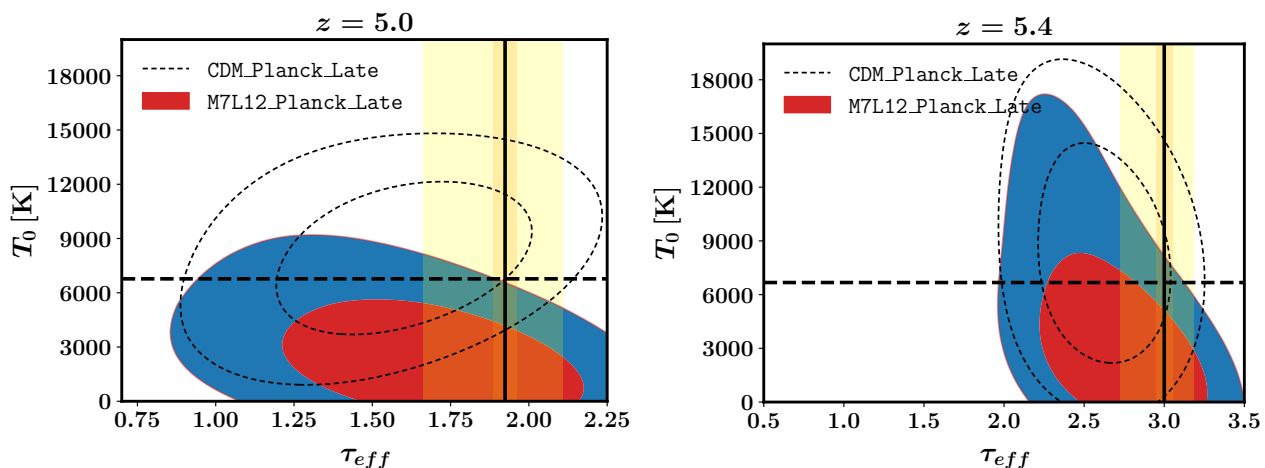 z = 5.0
CDM_Planck_Late
M7L12_Planck_Late
T0 [K]
18000
15000
12000
9000
6000
3000
0
0.75 1.00 1.25 1.50 1.75 2.00 2.25
τeff
z = 5.4
CDM_Planck_Late
M7L12_Planck_Late
T0 [K]
18000
15000
12000
9000
6000
3000
0
0.5 1.0 1.5 2.0 2.5 3.0 3.5
τeff